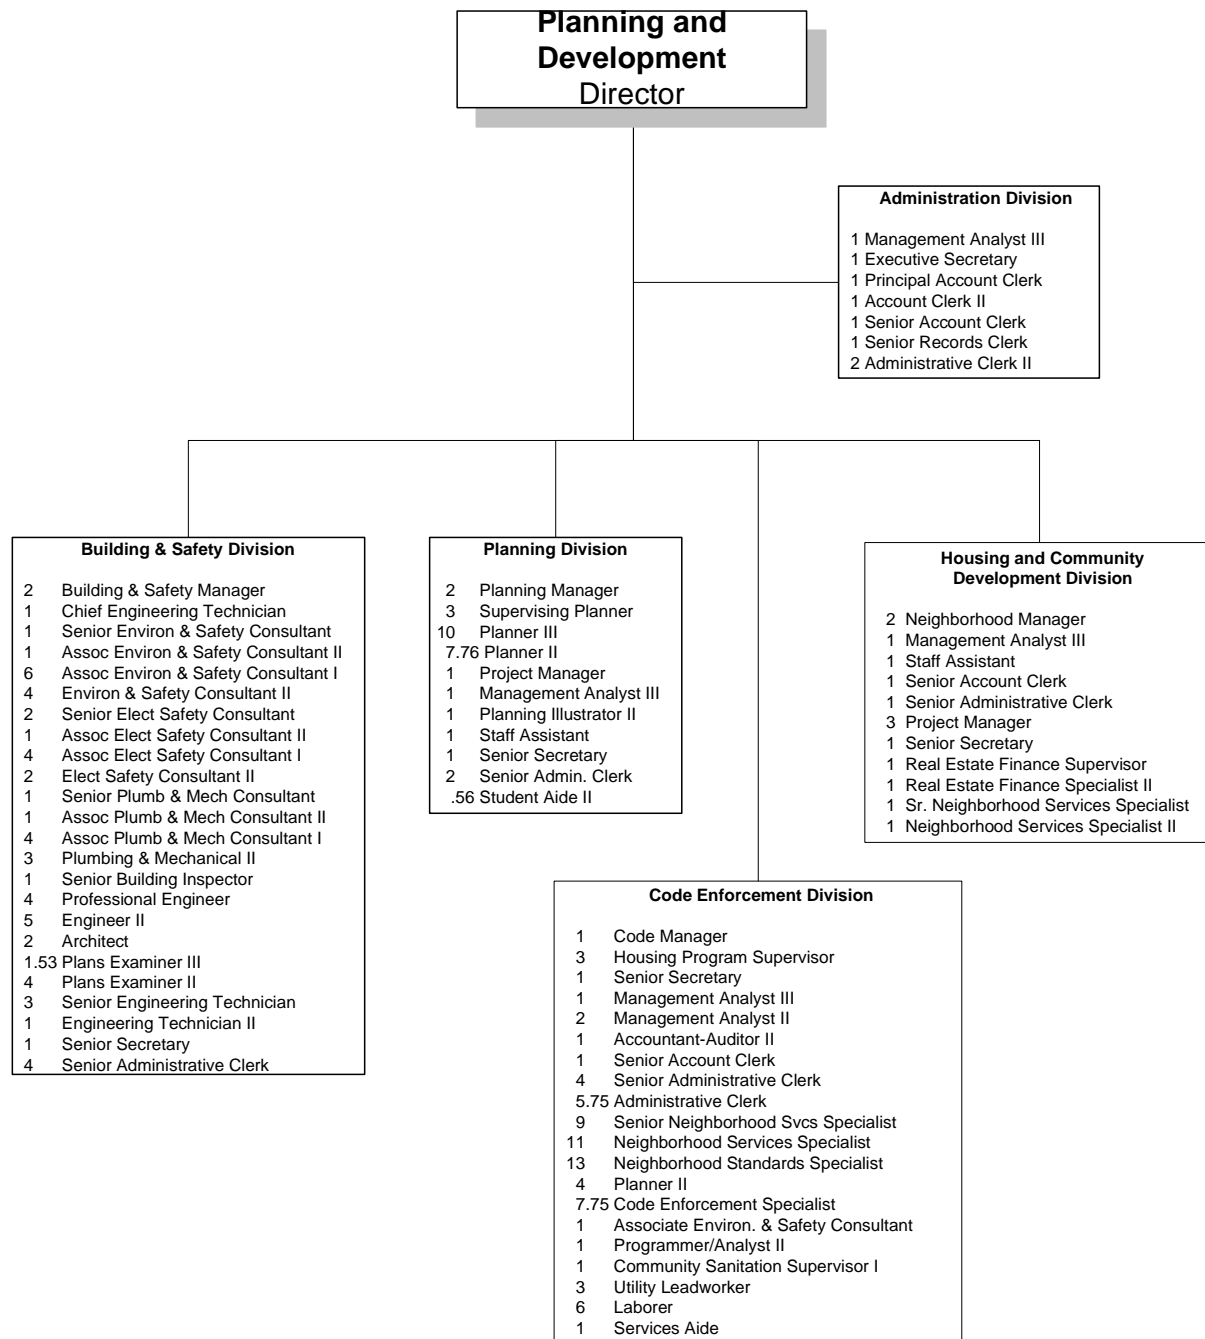 Planning and
Development
Director
Administration Division
1 Management Analyst III
1 Executive Secretary
1 Principal Account Clerk
1 Account Clerk II
1 Senior Account Clerk
1 Senior Records Clerk
2 Administrative Clerk II
Building & Safety Division
2 Building & Safety Manager
1 Chief Engineering Technician
1 Senior Environ & Safety Consultant
1 Assoc Environ & Safety Consultant II
6 Assoc Environ & Safety Consultant I
4 Environ & Safety Consultant II
2 Senior Elect Safety Consultant
1 Assoc Elect Safety Consultant II
4 Assoc Elect Safety Consultant I
2 Elect Safety Consultant II
1 Senior Plumb & Mech Consultant
1 Assoc Plumb & Mech Consultant II
4 Assoc Plumb & Mech Consultant I
3 Plumbing & Mechanical II
1 Senior Building Inspector
4 Professional Engineer
5 Engineer II
2 Architect
1.53 Plans Examiner III
4 Plans Examiner II
3 Senior Engineering Technician
1 Engineering Technician II
1 Senior Secretary
4 Senior Administrative Clerk
Planning Division
2 Planning Manager
3 Supervising Planner
10 Planner III
7.76 Planner II
1 Project Manager
1 Management Analyst III
1 Planning Illustrator II
1 Staff Assistant
1 Senior Secretary
2 Senior Admin. Clerk
.56 Student Aide II
Housing and Community
Development Division
2 Neighborhood Manager
1 Management Analyst III
1 Staff Assistant
1 Senior Account Clerk
1 Senior Administrative Clerk
3 Project Manager
1 Senior Secretary
1 Real Estate Finance Supervisor
1 Real Estate Finance Specialist II
1 Sr. Neighborhood Services Specialist
1 Neighborhood Services Specialist II
Code Enforcement Division
1 Code Manager
3 Housing Program Supervisor
1 Senior Secretary
1 Management Analyst III
2 Management Analyst II
1 Accountant-Auditor II
1 Senior Account Clerk
4 Senior Administrative Clerk
5.75 Administrative Clerk
9 Senior Neighborhood Svcs Specialist
11 Neighborhood Services Specialist
13 Neighborhood Standards Specialist
4 Planner II
7.75 Code Enforcement Specialist
1 Associate Environ. & Safety Consultant
1 Programmer/Analyst II
1 Community Sanitation Supervisor I
3 Utility Leadworker
6 Laborer
1 Services Aide